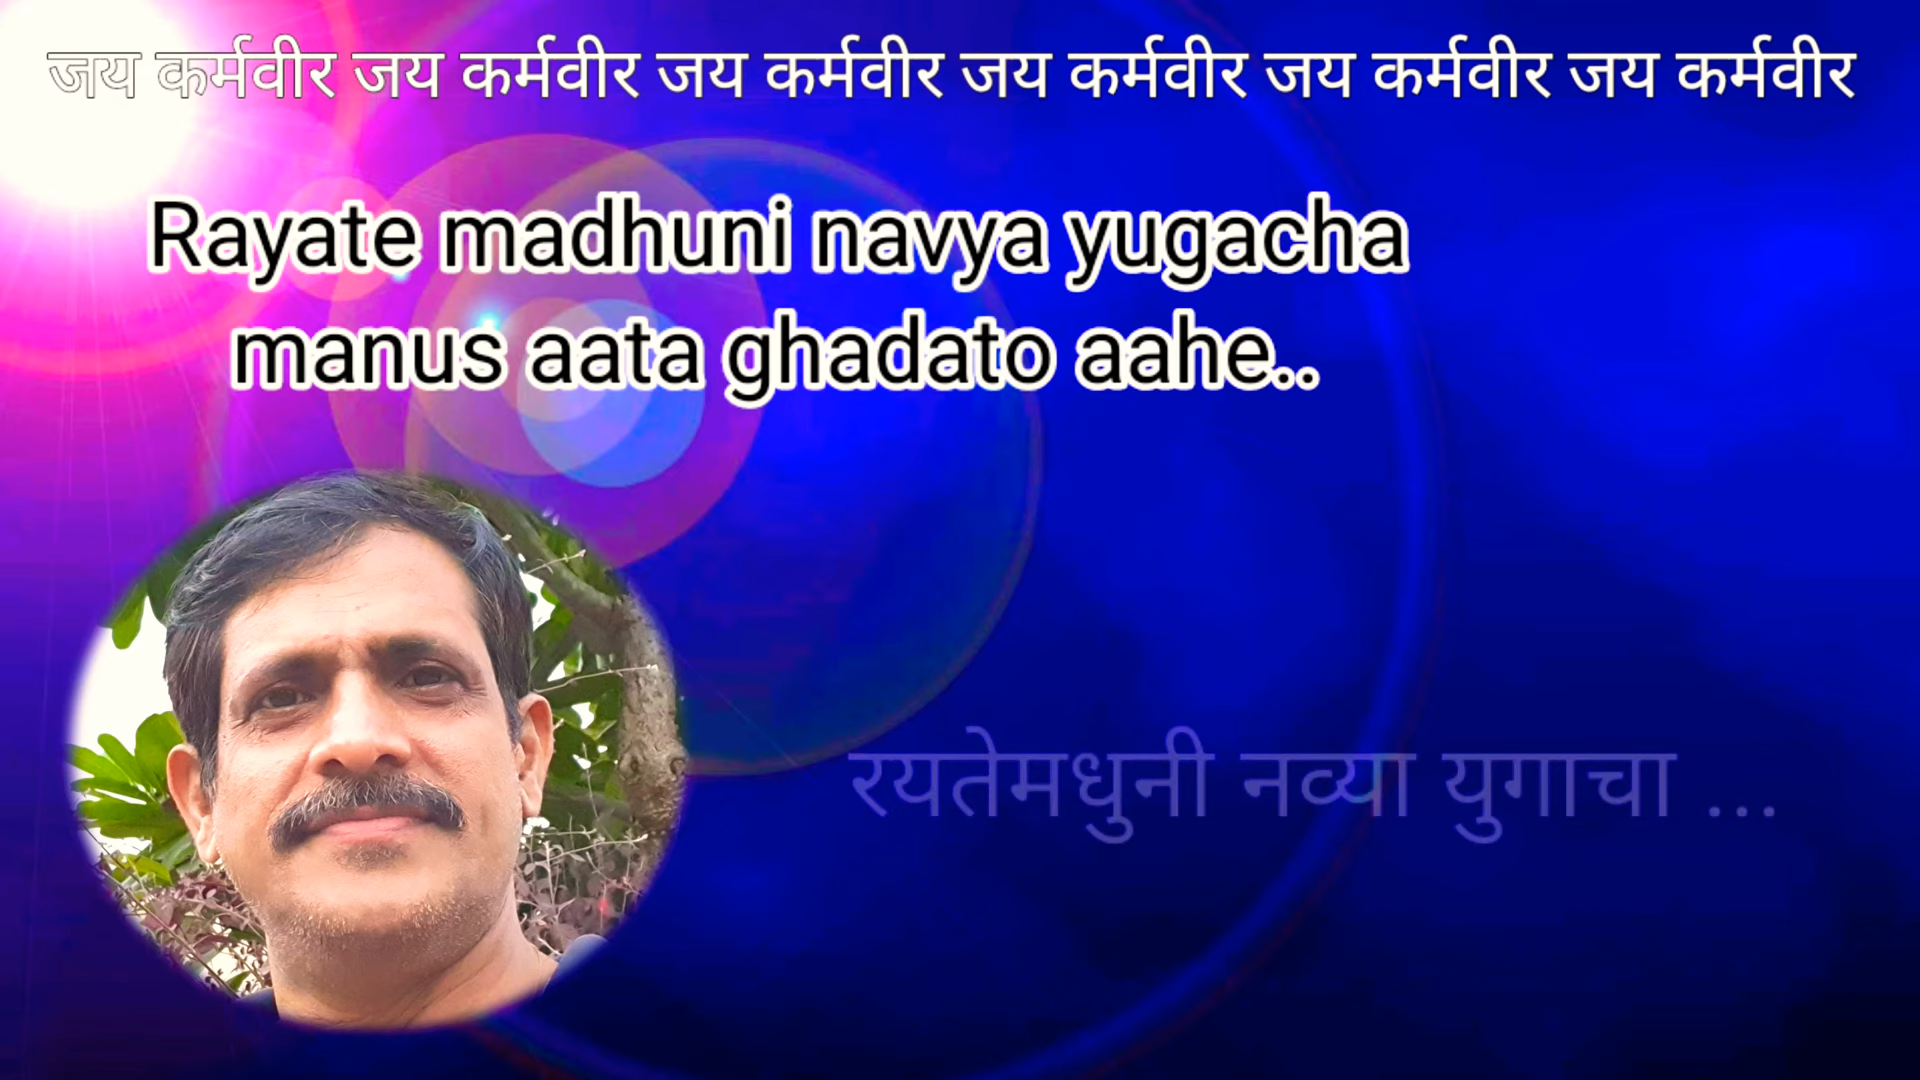 जय कर्मवीर जय कर्मवीर जय कर्मवीर जय कर्मवीर जय कर्मवीर जय कर्मवीर
Rayate madhuni navya yugacha
manus aata ghadato aahe..
रयतेमधुनी नव्या युगाचा ...